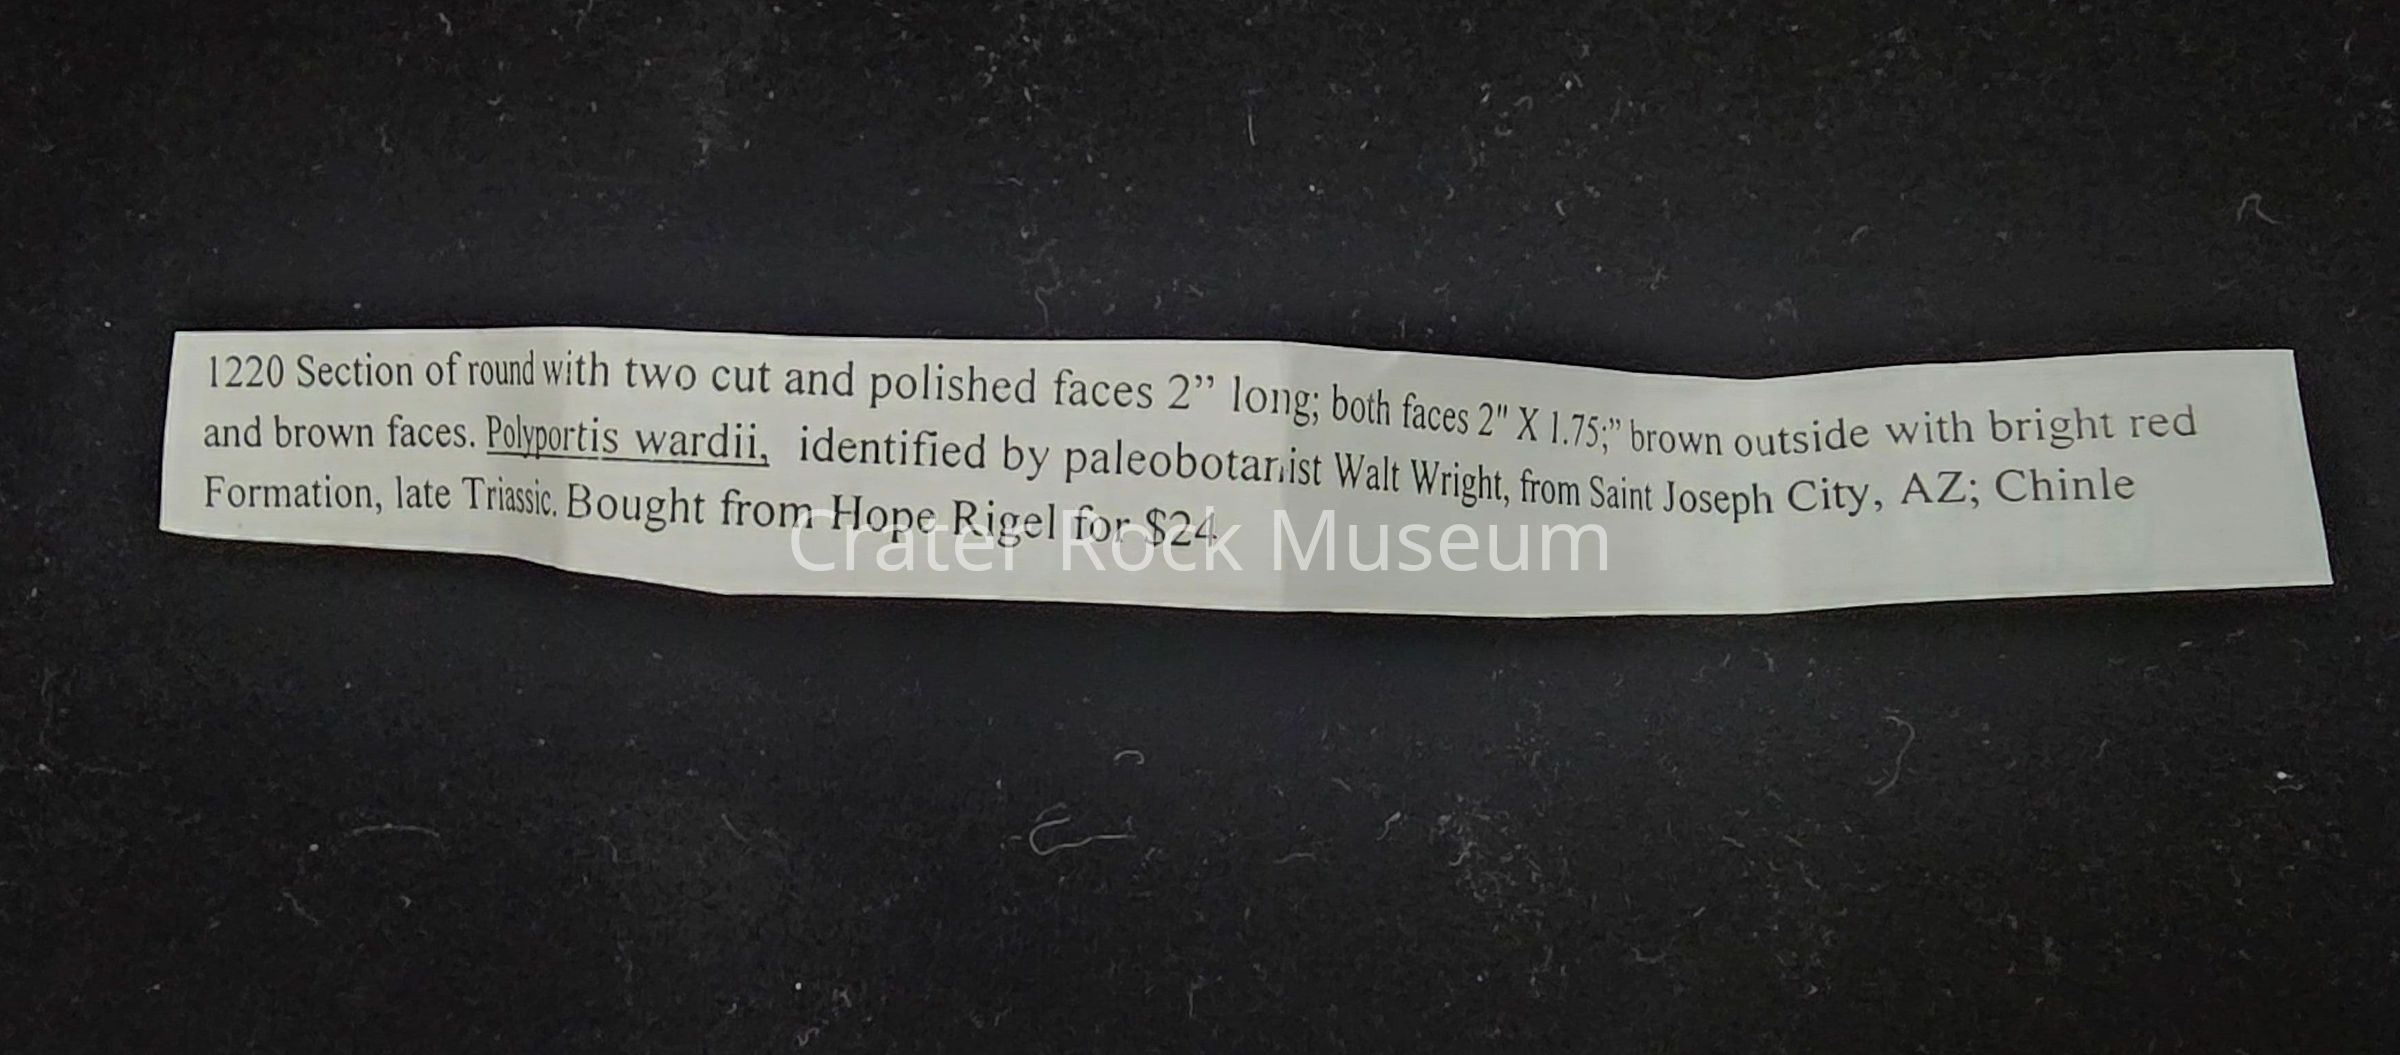 1220 Section of round with two cut and polished faces 2” long; both faces 2" X 1.75;” brown outside with bright red
and brown faces. Polyportis wardii, identified by paleobotanist Walt Wright, from Saint Joseph City, AZ; Chinle
Formation, late Triassic. Bought from Hope Rigel for $24.
Crater Rock Museum